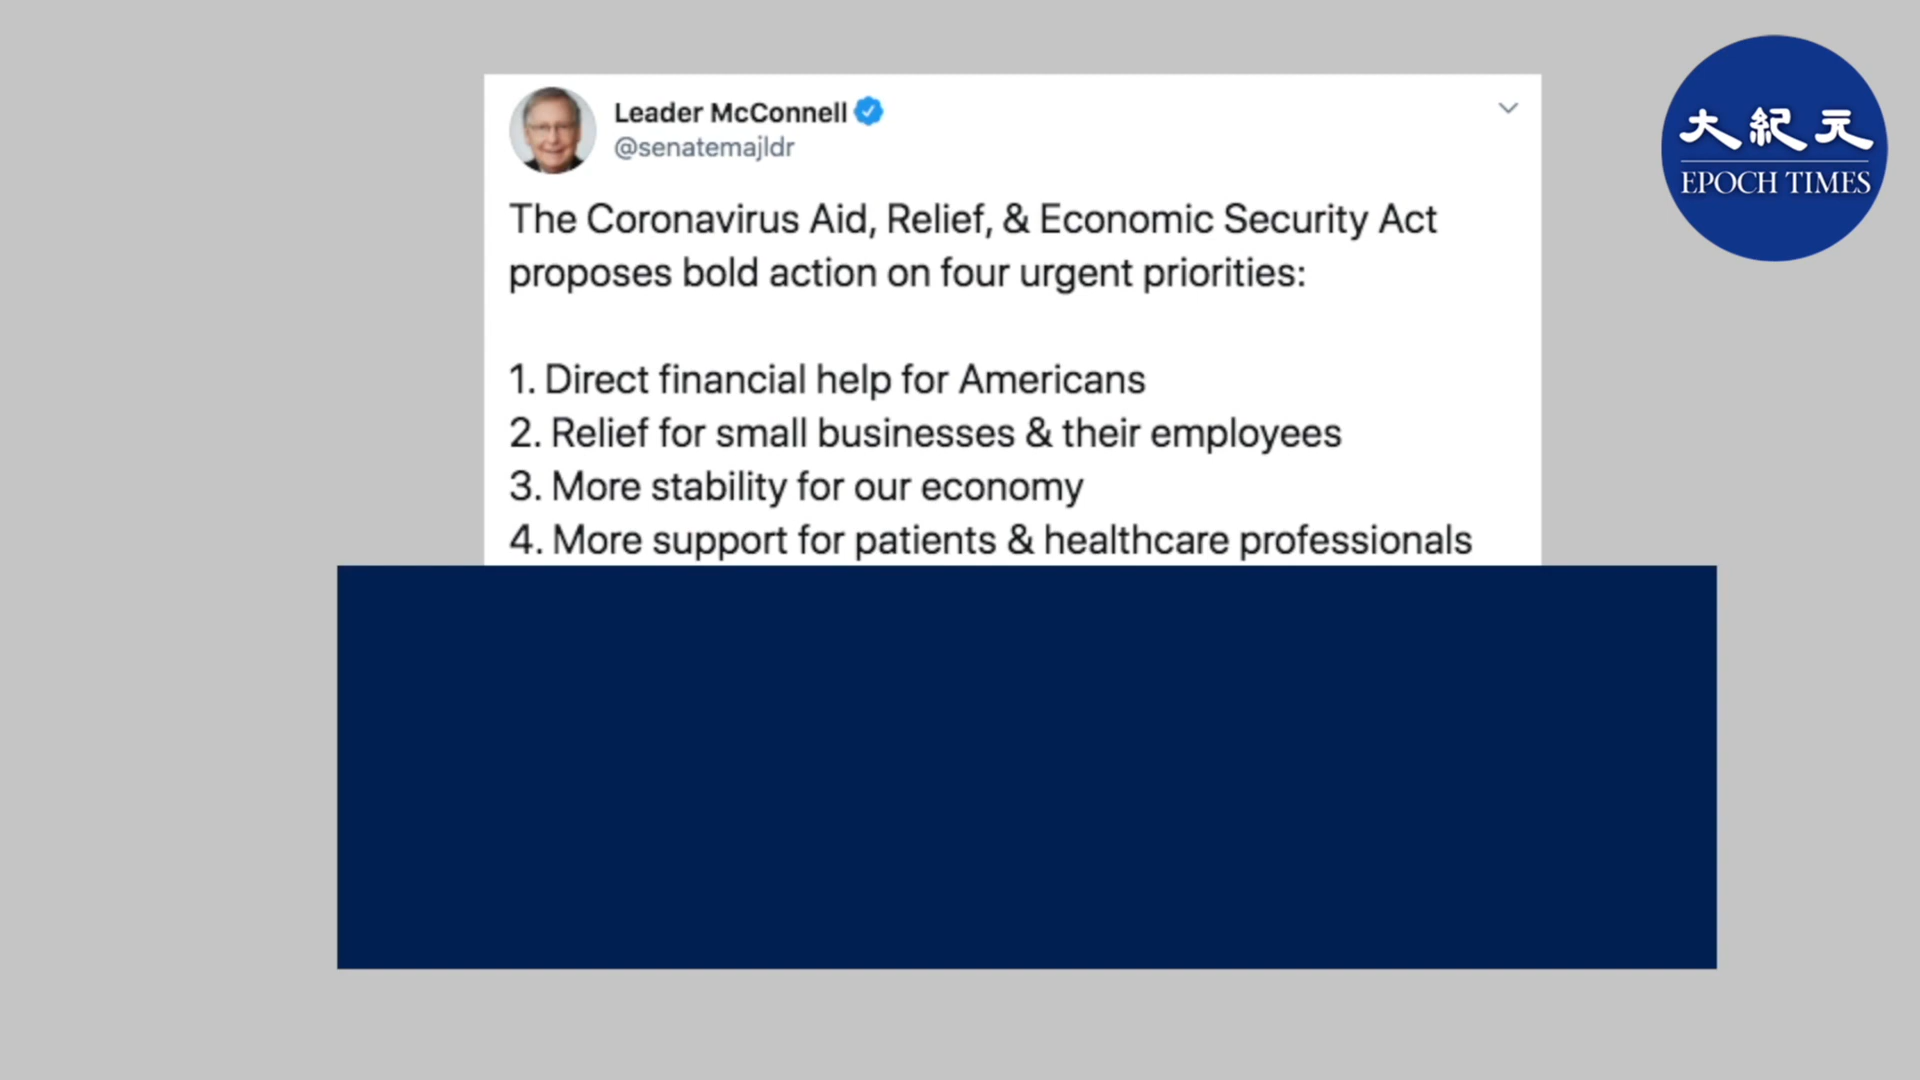 Leader McConnell
@senatemajldr
The Coronavirus Aid, Relief, & Economic Security Act
proposes bold action on four urgent priorities:
1. Direct financial help for Americans
2. Relief for small businesses & their employees
3. More stability for our economy
4. More support for patients & healthcare professionals
大紀元
EPOCH TIMES